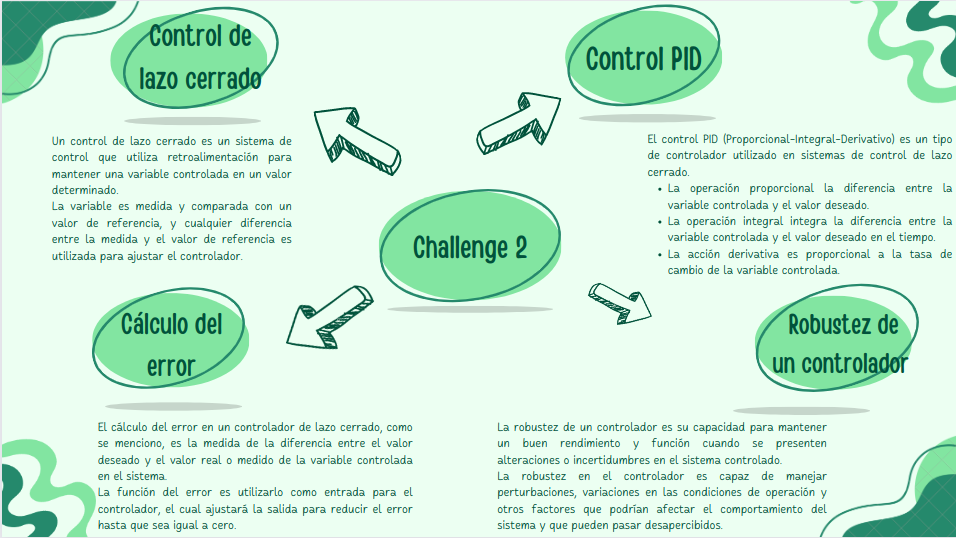 Control de
lazo cerrado
Un control de lazo cerrado es un sistema de
control que utiliza retroalimentación para
mantener una variable controlada en un valor
determinado.
La variable es medida y comparada con un
valor de referencia, y cualquier diferencia
entre la medida y el valor de referencia es
utilizada para ajustar el controlador.
Control PID
El control PID (Proporcional-Integral-Derivativo) es un tipo
de controlador utilizado en sistemas de control de lazo
cerrado.
• La operación proporcional la diferencia entre la
variable controlada y el valor deseado.
• La operación integral integra la diferencia entre la
variable controlada y el valor deseado en el tiempo.
• La acción derivativa es proporcional a la tasa de
cambio de la variable controlada.
Challenge 2
Cálculo del
error
El cálculo del error en un controlador de lazo cerrado, como
se menciono, es la medida de la diferencia entre el valor
deseado y el valor real o medido de la variable controlada
en el sistema.
La función del error es utilizarlo como entrada para el
controlador, el cual ajustará la salida para reducir el error
hasta que sea igual a cero.
Robustez de
un controlador
La robustez de un controlador es su capacidad para mantener
un buen rendimiento y función cuando se presenten
alteraciones o incertidumbres en el sistema controlado.
La robustez en el controlador es capaz de manejar
perturbaciones, variaciones en las condiciones de operación y
otros factores que podrían afectar el comportamiento del
sistema y que pueden pasar desapercibidos.